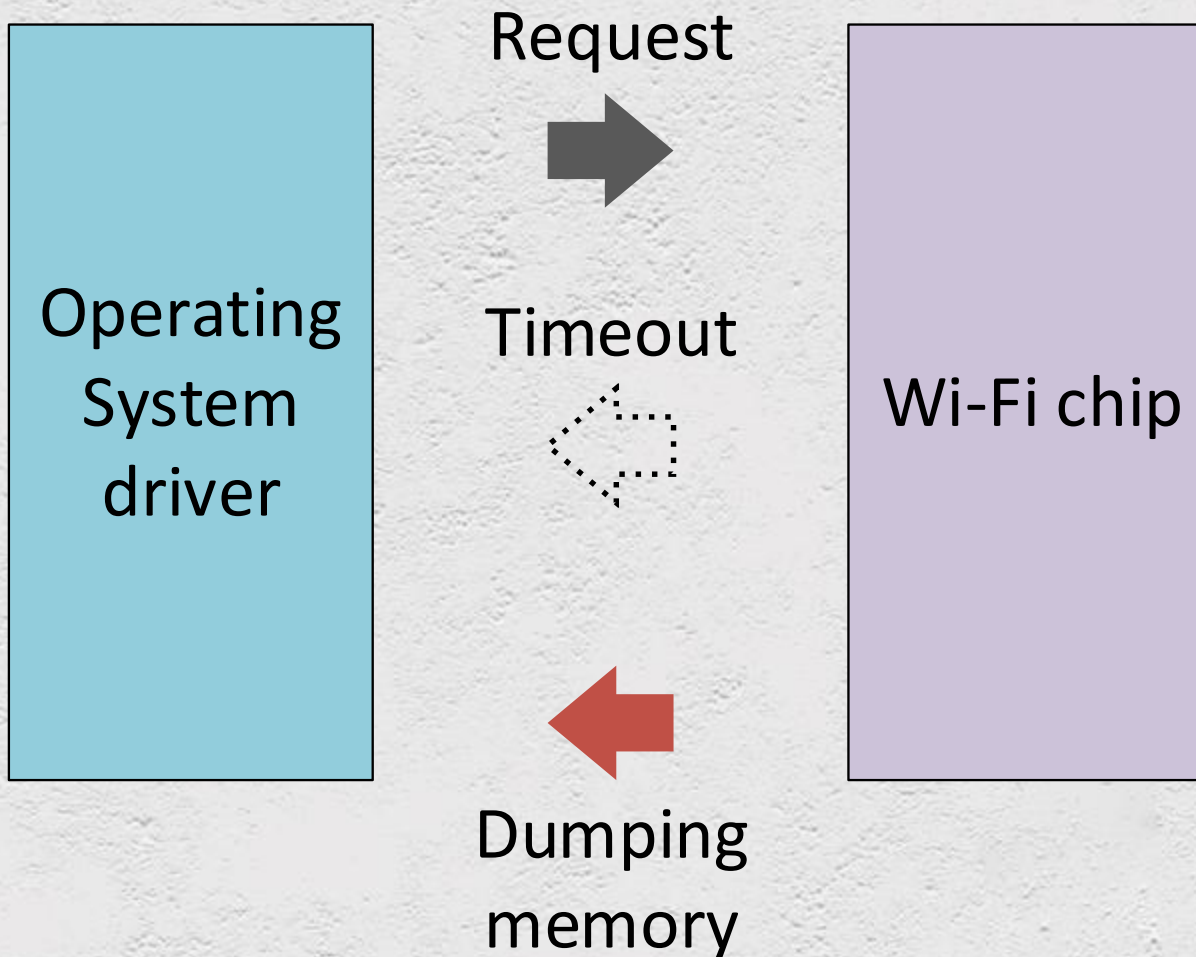 Request
Operating
System
driver
Timeout
Wi-Fi chip
Dumping
memory